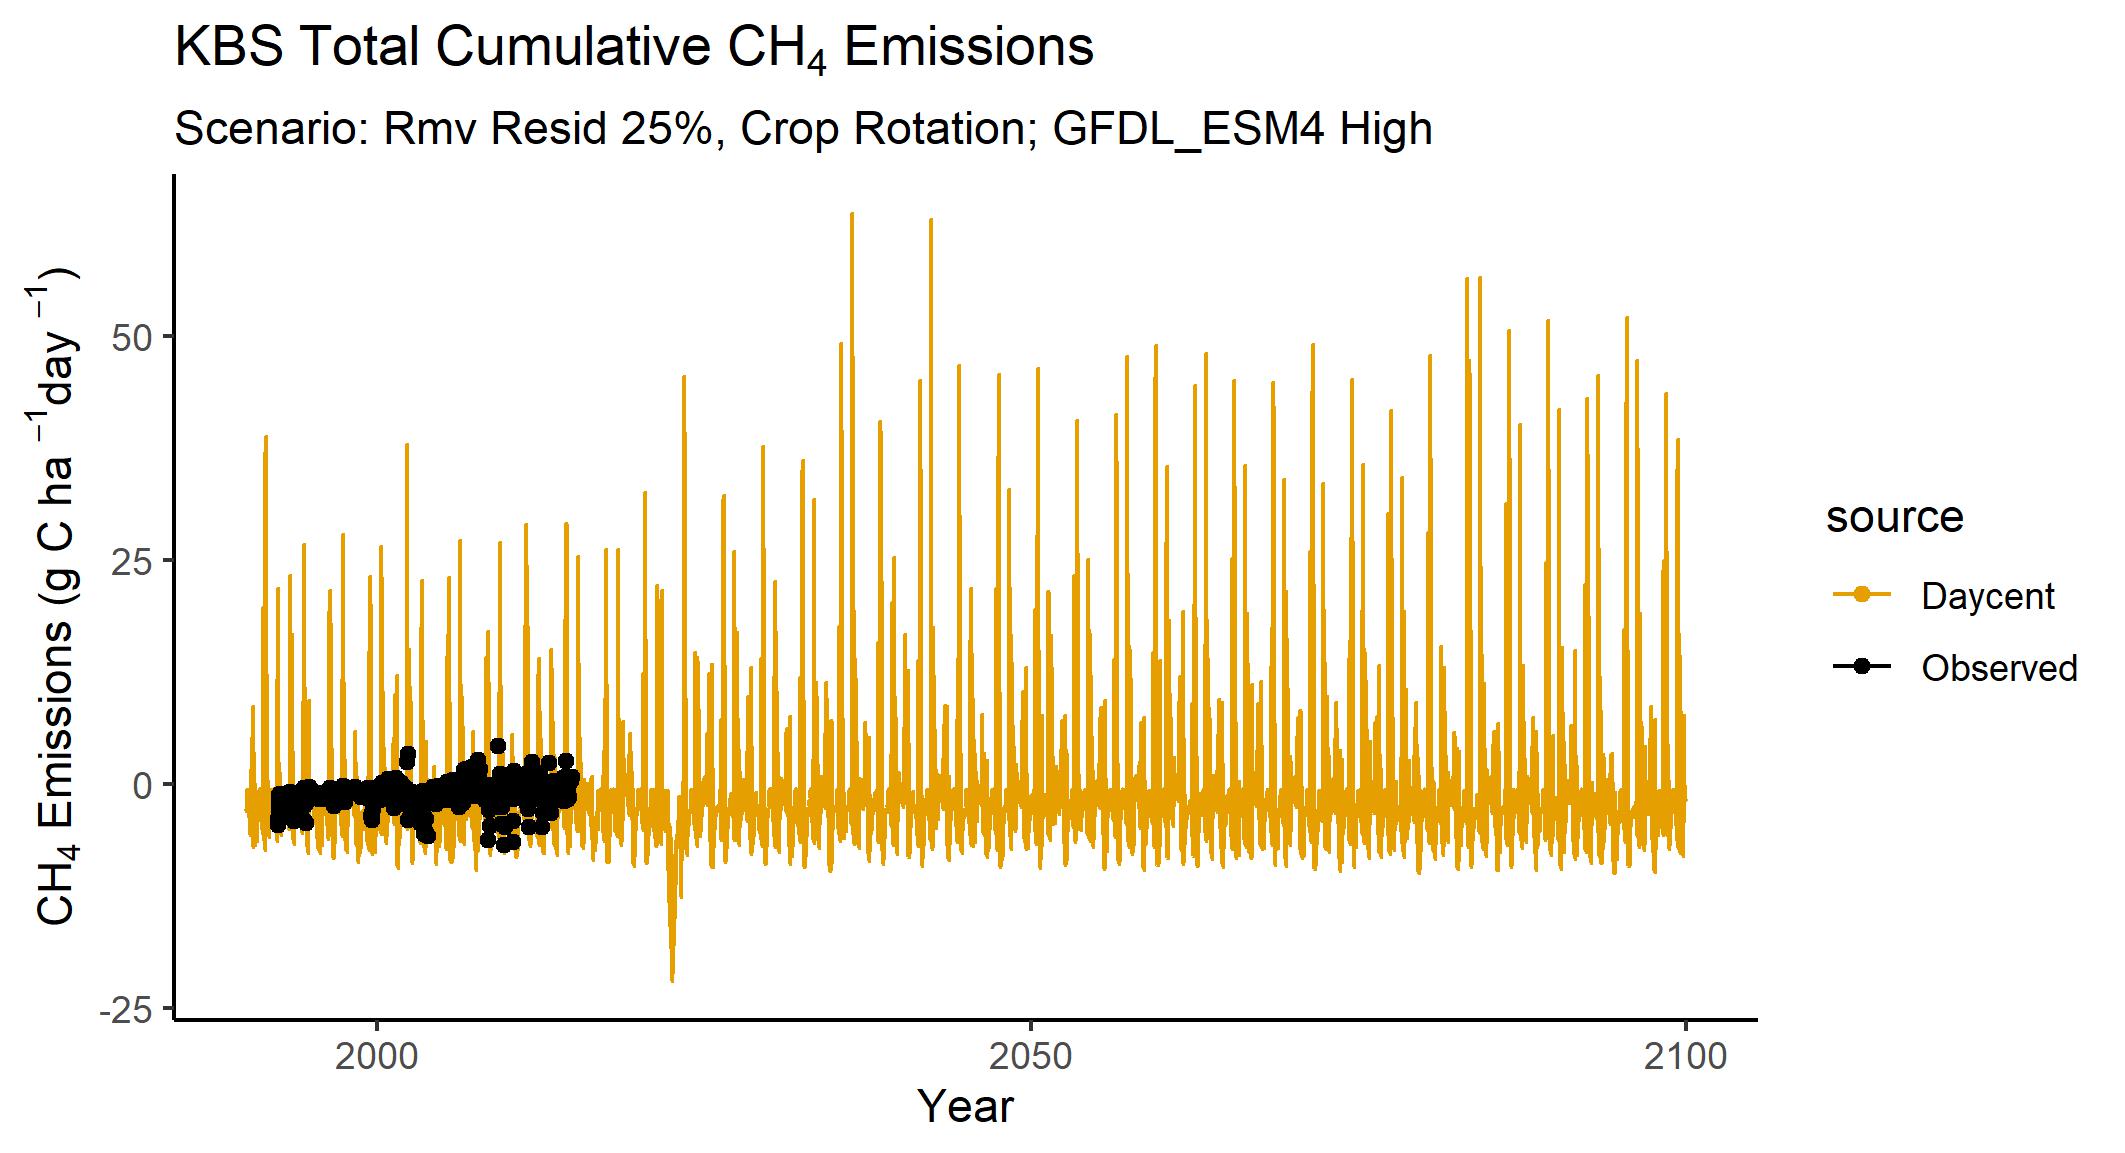 KBS Total Cumulative CH₄ Emissions
Scenario: Rmv Resid 25%, Crop Rotation; GFDL_ESM4 High
CH₄ Emissions (g C ha ⁻¹day ⁻¹)
50
25
0
-25
2000
2050
2100
Year
source
Daycent
Observed